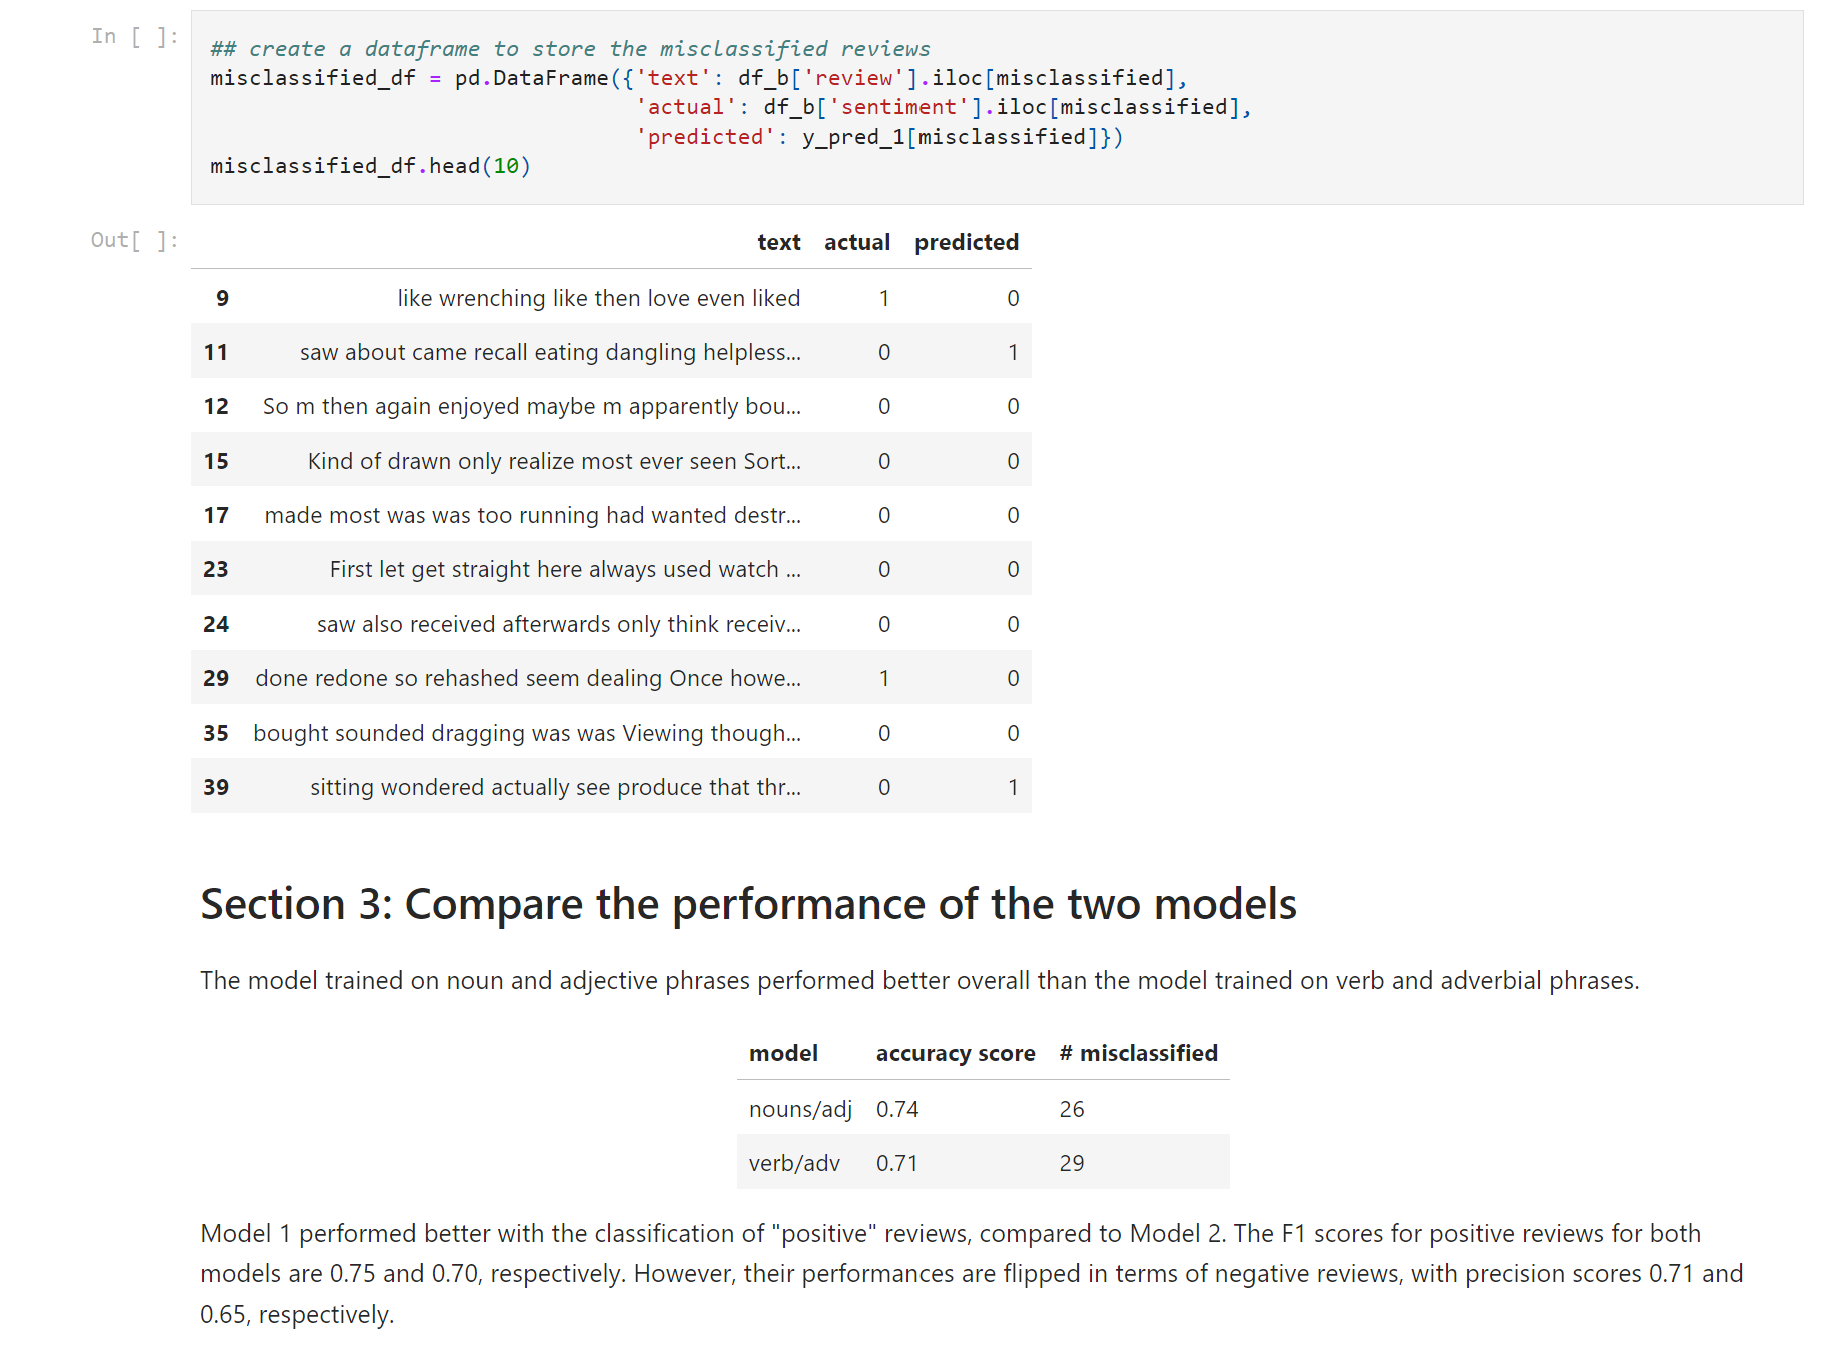 In [ ]:
## create a dataframe to store the misclassified reviews
misclassified_df = pd.DataFrame({'text': df_b['review'].iloc[misclassified],
'actual': df_b['sentiment'].iloc[misclassified],
'predicted': y_pred_1[misclassified]})
misclassified_df.head(10)
Out[ ]:
text actual predicted
9 like wrenching like then love even liked 1 0
11 saw about came recall eating dangling helpless... 0 1
12 So m then again enjoyed maybe m apparently bou... 0 0
15 Kind of drawn only realize most ever seen Sort... 0 0
17 made most was was too running had wanted destr... 0 0
23 First let get straight here always used watch ... 0 0
24 saw also received afterwards only think receiv... 0 0
29 done redone so rehashed seem dealing Once howe... 1 0
35 bought sounded dragging was was Viewing though... 0 0
39 sitting wondered actually see produce that thr... 0 1
Section 3: Compare the performance of the two models
The model trained on noun and adjective phrases performed better overall than the model trained on verb and adverbial phrases.
model accuracy score # misclassified
nouns/adj 0.74 26
verb/adv 0.71 29
Model 1 performed better with the classification of "positive" reviews, compared to Model 2. The F1 scores for positive reviews for both
models are 0.75 and 0.70, respectively. However, their performances are flipped in terms of negative reviews, with precision scores 0.71 and
0.65, respectively.